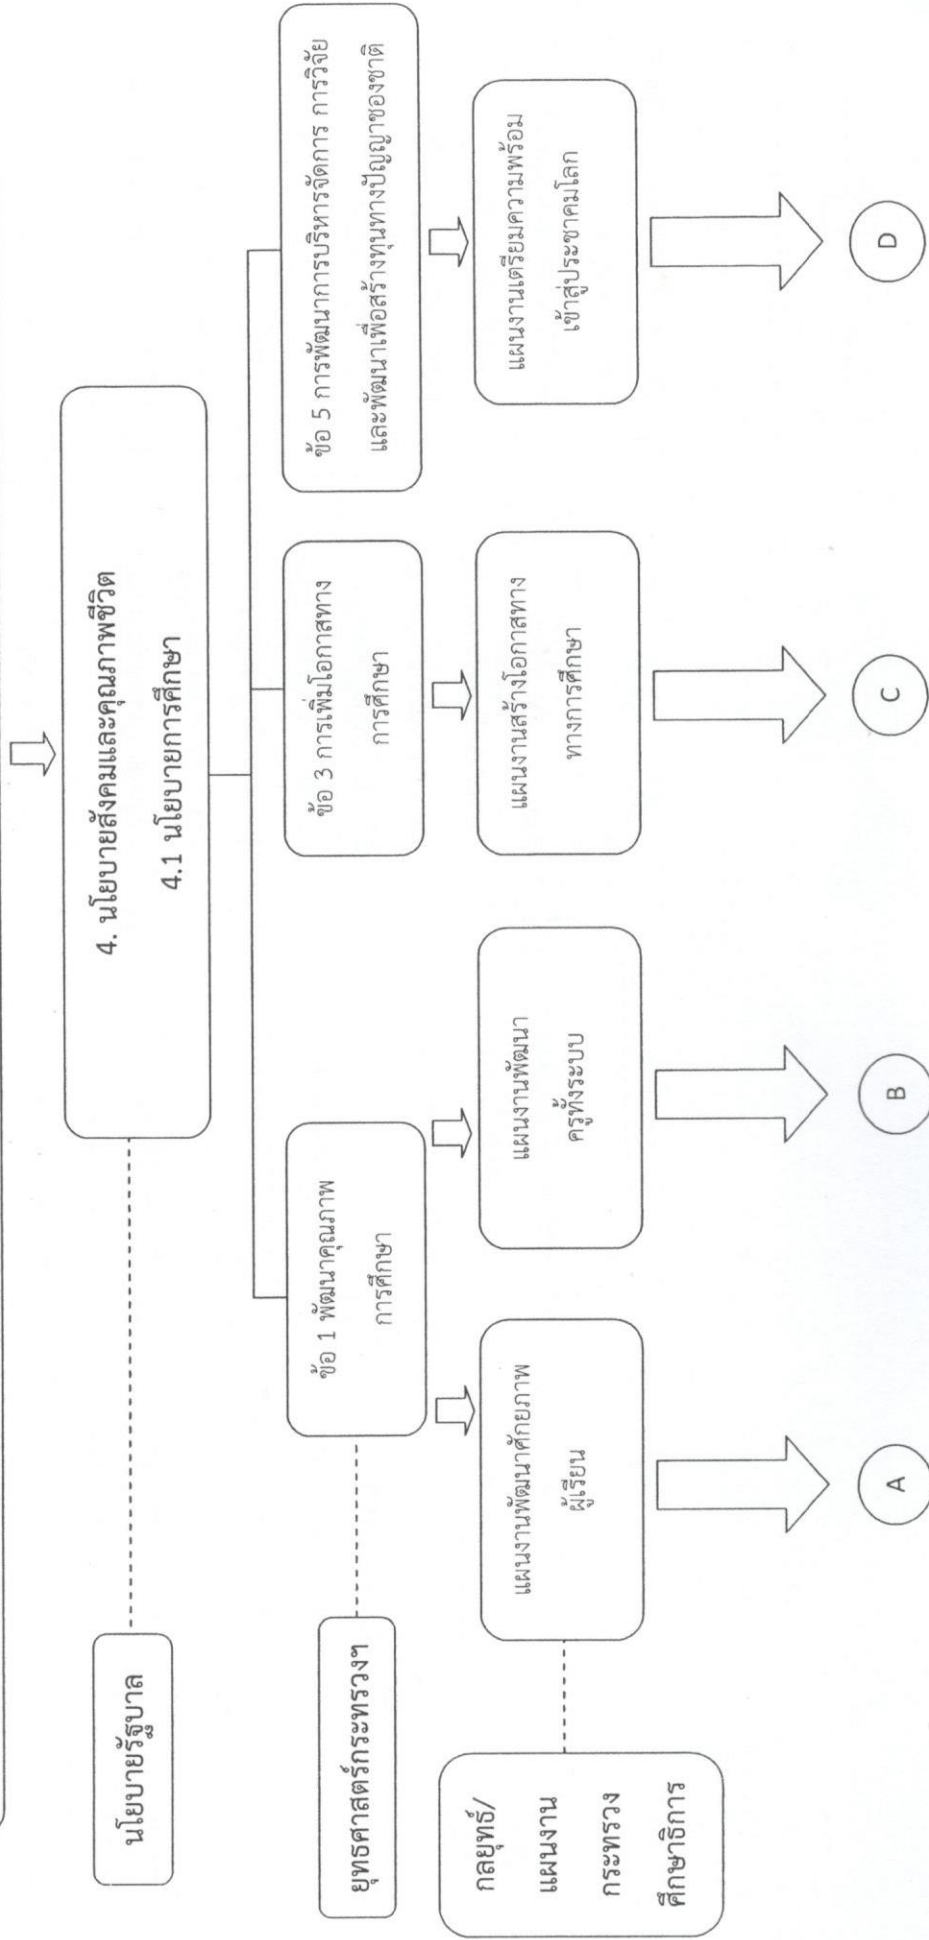 นโยบายรัฐบาล
4. นโยบายสังคมและคุณภาพชีวิต
4.1 นโยบายการศึกษา
ยุทธศาสตร์กระทรวงฯ
ข้อ 1 พัฒนาคุณภาพ
การศึกษา
ข้อ 3 การเพิ่มโอกาสทาง
การศึกษา
ข้อ 5 การพัฒนาการบริหารจัดการ การวิจัย
และพัฒนาเพื่อสร้างทุนทางปัญญาของชาติ
กลยุทธ์/
แผนงาน
กระทรวง
ศึกษาธิการ
แผนงานพัฒนาศักยภาพ
ผู้เรียน
แผนงานพัฒนา
ครูทั้งระบบ
แผนงานสร้างโอกาสทาง
ทางการศึกษา
แผนงานเตรียมความพร้อม
เข้าสู่ประชาคมโลก
A
B
C
D